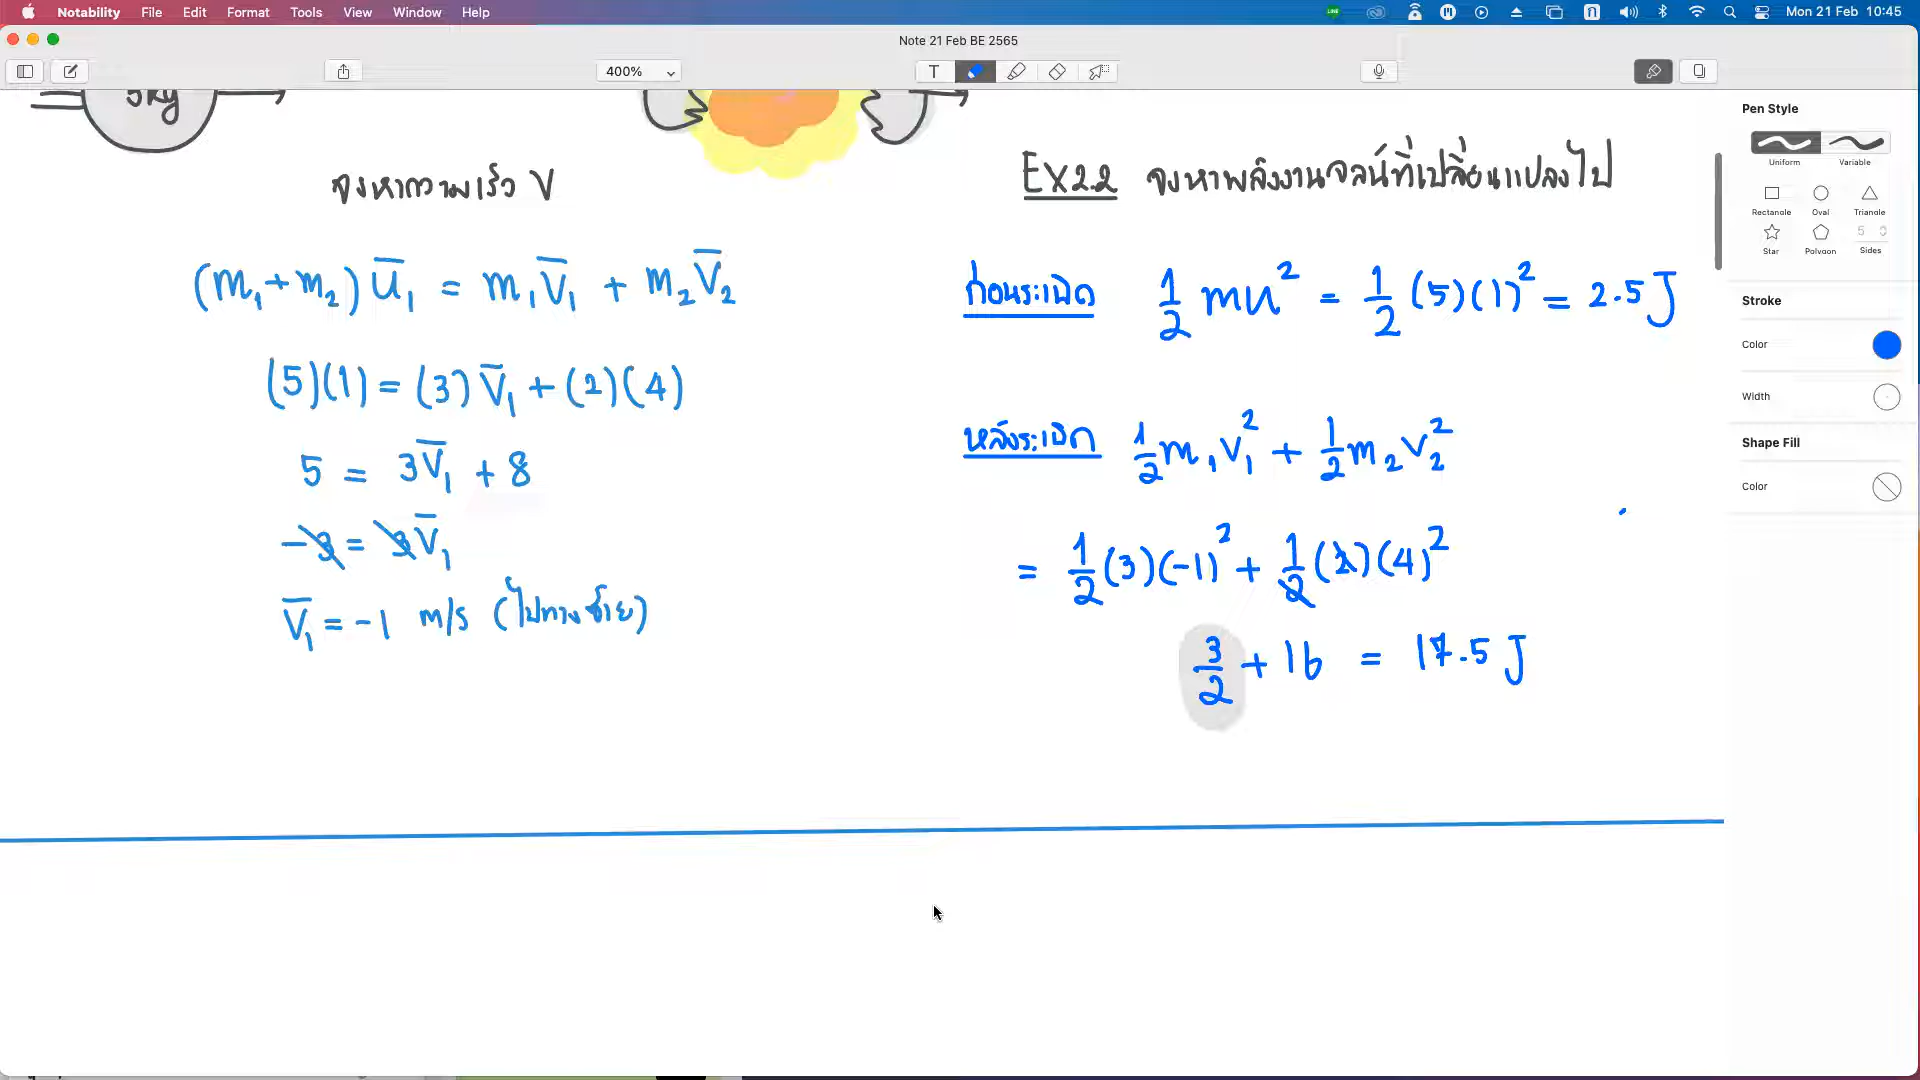 Notability File Edit Format Tools View Window Help Mon 21 Feb 10:45
Note 21 Feb BE 2565
400%
T
5kg
จงหาความเร็ว V
(m₁+m₂) u̅₁ = m₁V̅₁ + m₂V̅₂
(5)(1) = (3) V̅₁ + (2)(4)
5 = 3V̅₁ + 8
-3 = 3V̅₁
V̅₁ = -1 m/s (ไปทางซ้าย)
EX2.2 จงหาพลังงานจลน์ที่เปลี่ยนแปลงไป
ก่อนระเบิด 1/2 mu² = 1/2 (5)(1)² = 2.5 J
หลังระเบิด 1/2 m₁V₁² + 1/2 m₂V₂²
= 1/2 (3)(-1)² + 1/2 (2)(4)²
3/2 + 16 = 17.5 J
Pen Style
Uniform Variable
Rectangle Oval Triangle
5
Star Polygon Sides
Stroke
Color
Width
Shape Fill
Color